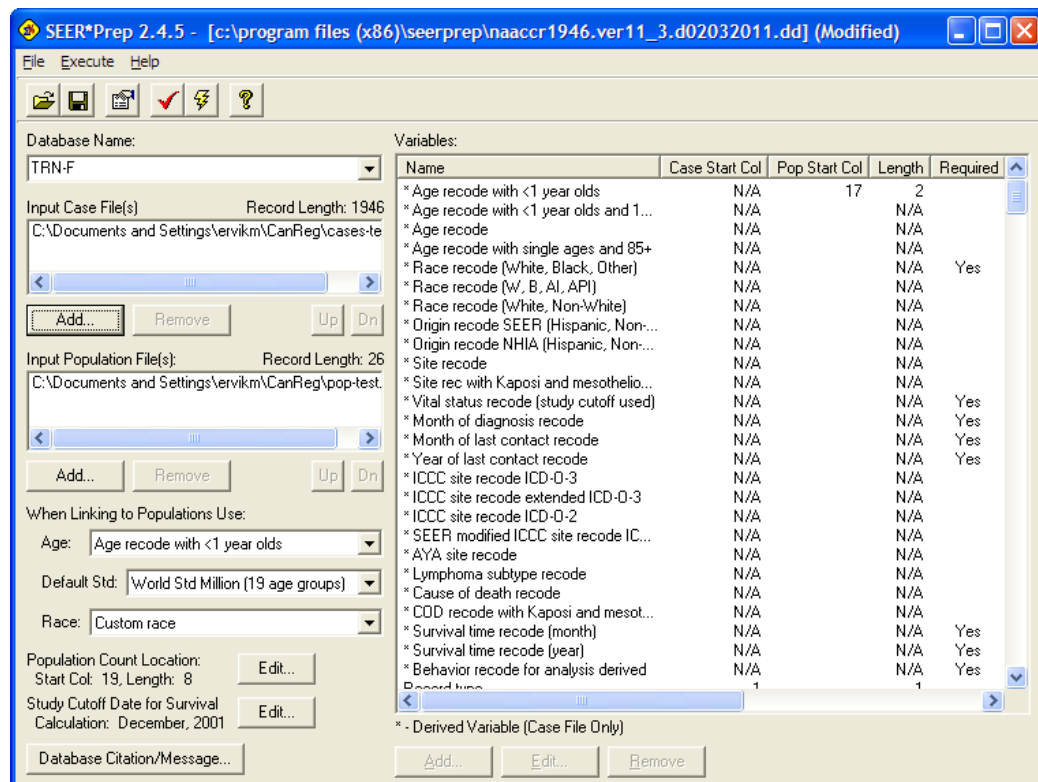 SEER*Prep 2.4.5 - [c:\program files (x86)\seerprep\naaccr1946.ver11_3.d02032011.dd] (Modified)
File Execute Help
Database Name:
TRN-F
Input Case File(s) Record Length: 1946
C:\Documents and Settings\ervikm\CanReg\cases-te
Add... Remove Up Dn
Input Population File(s): Record Length: 26
C:\Documents and Settings\ervikm\CanReg\pop-test.
Add... Remove Up Dn
When Linking to Populations Use:
Age: Age recode with <1 year olds
Default Std: World Std Million (19 age groups)
Race: Custom race
Population Count Location:
Start Col: 19, Length: 8
Edit...
Study Cutoff Date for Survival
Calculation: December, 2001
Edit...
Database Citation/Message...
Variables:
Name Case Start Col Pop Start Col Length Required
* Age recode with <1 year olds N/A 17 2
* Age recode with <1 year olds and 1... N/A N/A
* Age recode N/A N/A
* Age recode with single ages and 85+ N/A N/A
* Race recode (White, Black, Other) N/A N/A Yes
* Race recode (W, B, AI, API) N/A N/A
* Race recode (White, Non-White) N/A N/A
* Origin recode SEER (Hispanic, Non-... N/A N/A
* Origin recode NHIA (Hispanic, Non-... N/A N/A
* Site recode N/A N/A
* Site rec with Kaposi and mesothelio... N/A N/A
* Vital status recode (study cutoff used) N/A N/A Yes
* Month of diagnosis recode N/A N/A Yes
* Month of last contact recode N/A N/A Yes
* Year of last contact recode N/A N/A Yes
* ICCC site recode ICD-O-3 N/A N/A
* ICCC site recode extended ICD-O-3 N/A N/A
* ICCC site recode ICD-O-2 N/A N/A
* SEER modified ICCC site recode IC... N/A N/A
* AYA site recode N/A N/A
* Lymphoma subtype recode N/A N/A
* Cause of death recode N/A N/A
* COD recode with Kaposi and mesot... N/A N/A
* Survival time recode (month) N/A N/A Yes
* Survival time recode (year) N/A N/A Yes
* Behavior recode for analysis derived N/A N/A Yes
Record type 1 1
* - Derived Variable (Case File Only)
Add... Edit... Remove